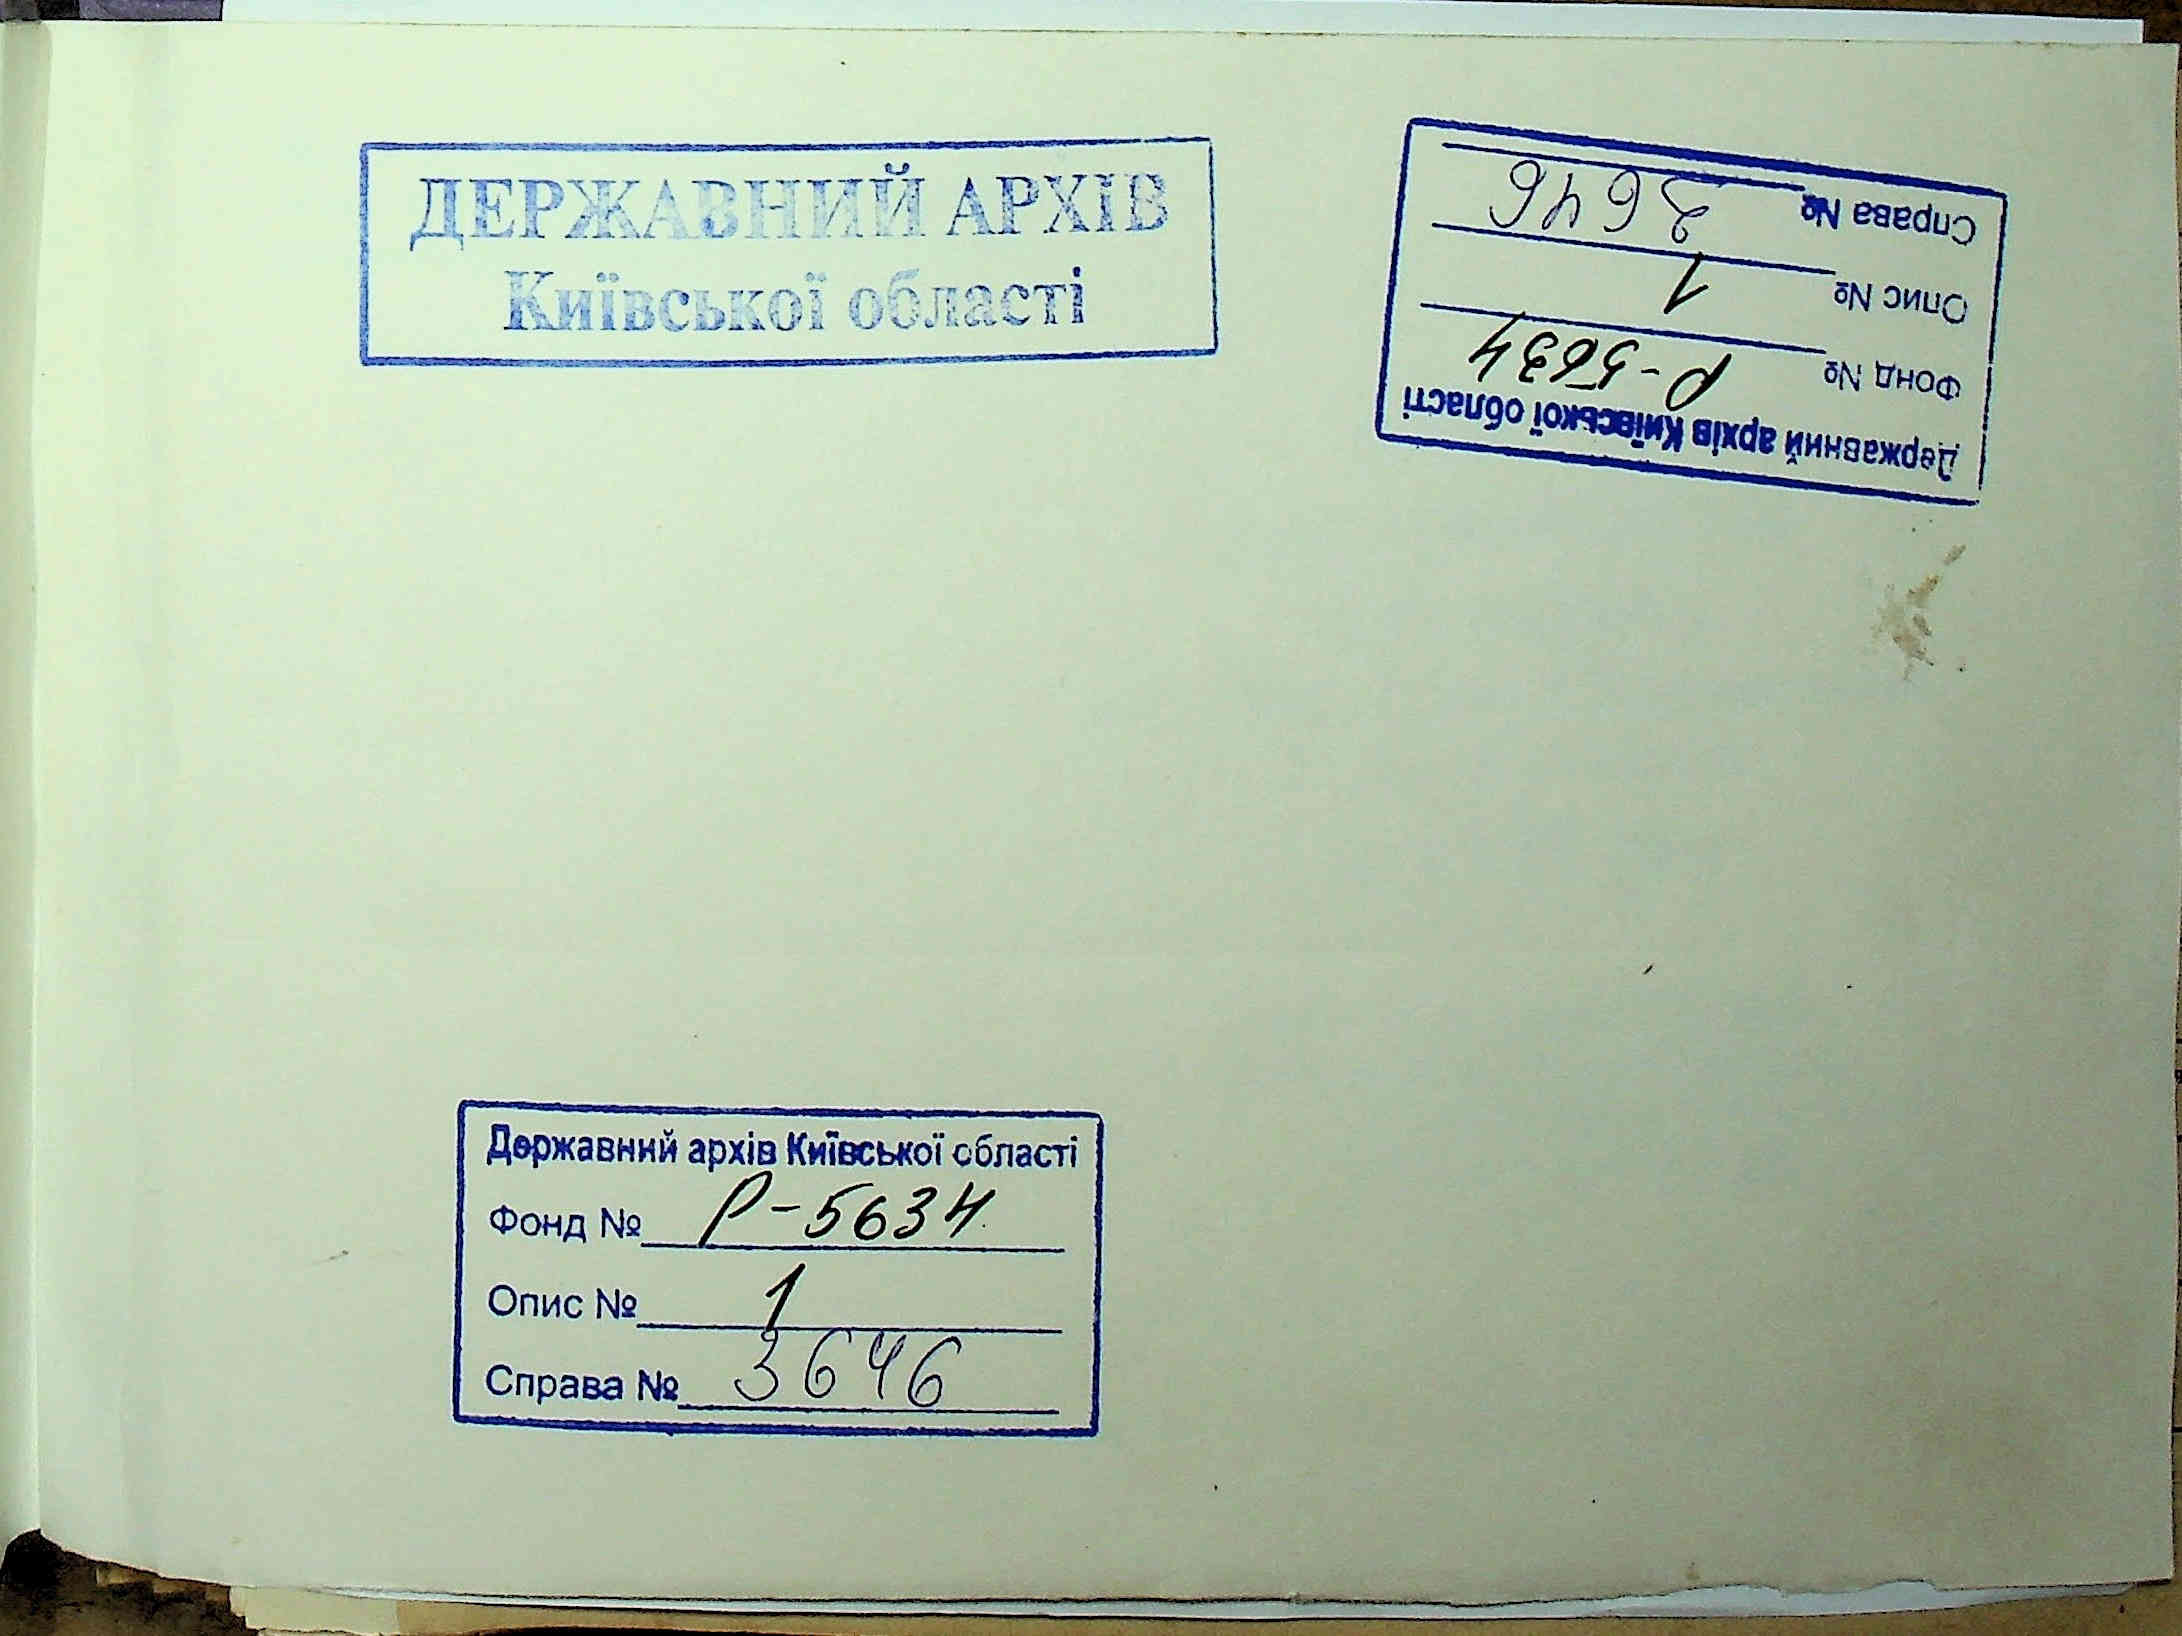 ДЕРЖАВНИЙ АРХІВ
Київської області
Державний архів Київської області
Фонд № Р-5634
Опис № 1
Справа № 3646
Державний архів Київської області
Фонд № Р-5634
Опис № 1
Справа № 3646